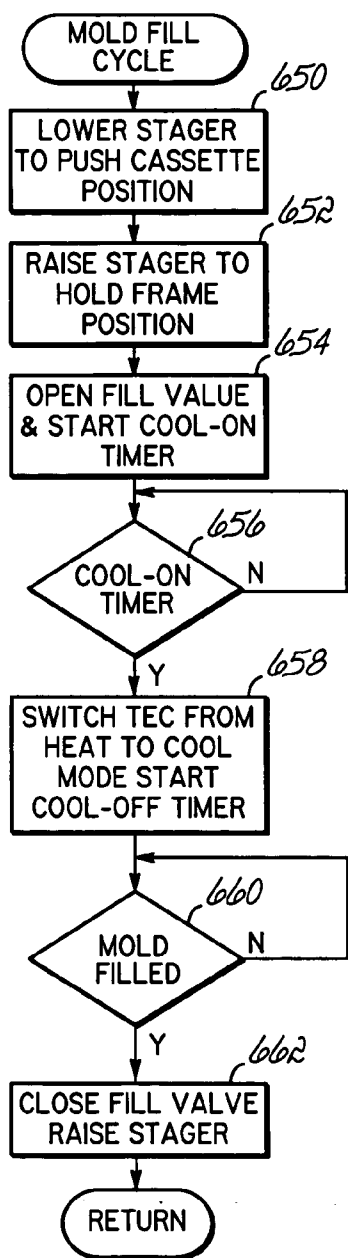 MOLD FILL
CYCLE
650
LOWER STAGER
TO PUSH CASSETTE
POSITION
652
RAISE STAGER TO
HOLD FRAME
POSITION
654
OPEN FILL VALUE
& START COOL-ON
TIMER
656
COOL-ON
TIMER
N
Y
658
SWITCH TEC FROM
HEAT TO COOL
MODE START
COOL-OFF TIMER
660
MOLD
FILLED
N
Y
662
CLOSE FILL VALVE
RAISE STAGER
RETURN